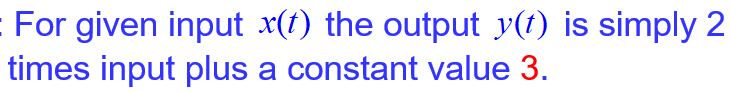 : For given input x(t) the output y(t) is simply 2
times input plus a constant value 3.